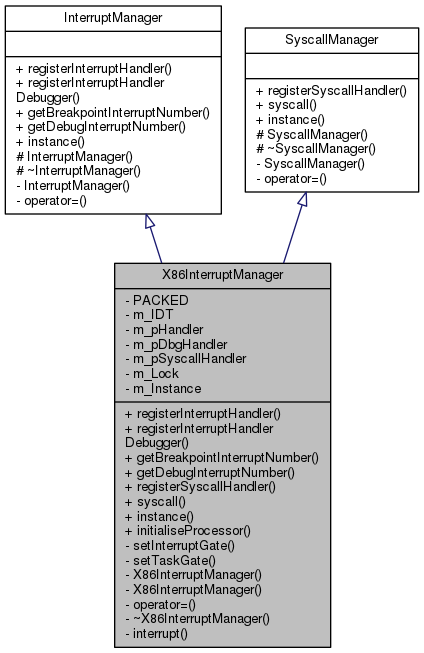 InterruptManager
+ registerInterruptHandler()
+ registerInterruptHandler
Debugger()
+ getBreakpointInterruptNumber()
+ getDebugInterruptNumber()
+ instance()
# InterruptManager()
# ~InterruptManager()
- InterruptManager()
- operator=()
SyscallManager
+ registerSyscallHandler()
+ syscall()
+ instance()
# SyscallManager()
# ~SyscallManager()
- SyscallManager()
- operator=()
X86InterruptManager
- PACKED
- m_IDT
- m_pHandler
- m_pDbgHandler
- m_pSyscallHandler
- m_Lock
- m_Instance
+ registerInterruptHandler()
+ registerInterruptHandler
Debugger()
+ getBreakpointInterruptNumber()
+ getDebugInterruptNumber()
+ registerSyscallHandler()
+ syscall()
+ instance()
+ initialiseProcessor()
- setInterruptGate()
- setTaskGate()
- X86InterruptManager()
- X86InterruptManager()
- operator=()
- ~X86InterruptManager()
- interrupt()